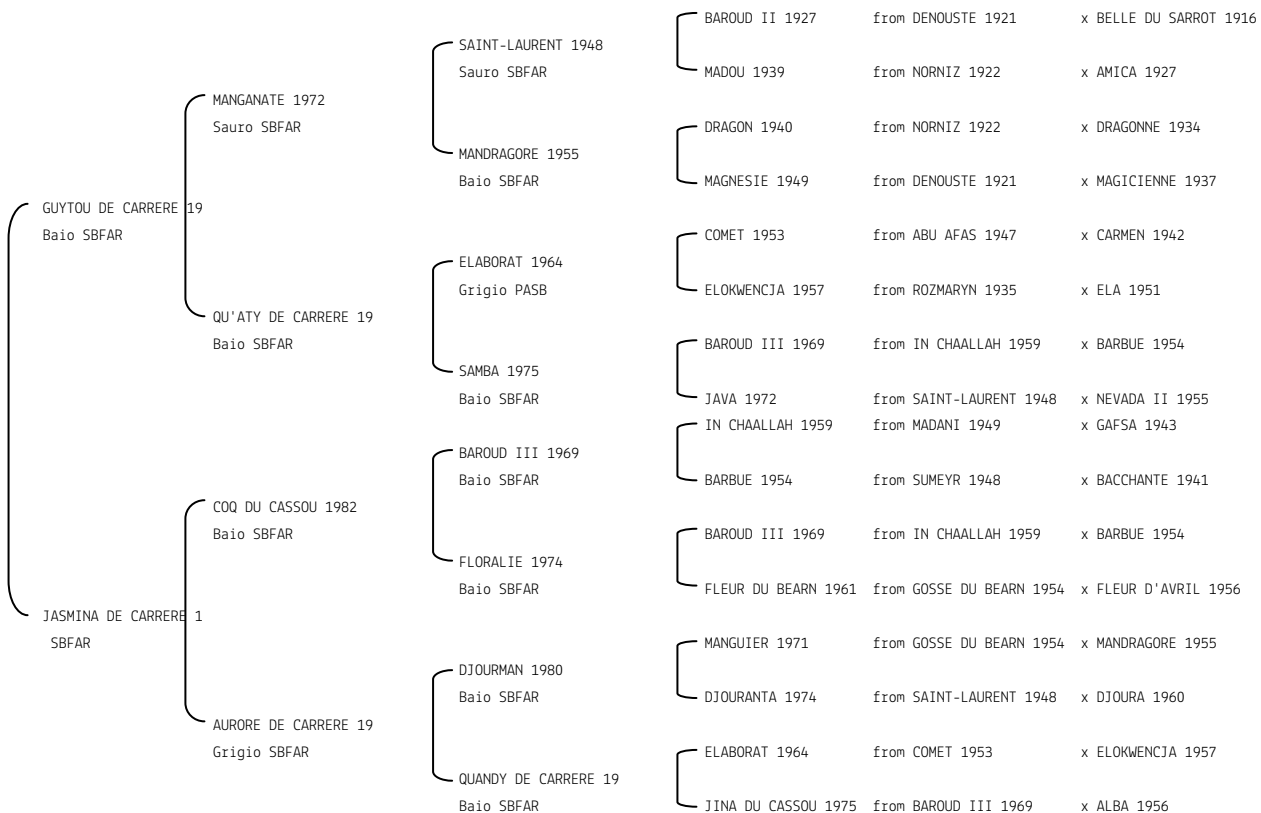 BAROUD II 1927 from DENOUSTE 1921 x BELLE DU SARROT 1916
SAINT-LAURENT 1948
Sauro SBFAR MADOU 1939 from NORNIZ 1922 x AMICA 1927
MANGANATE 1972
Sauro SBFAR DRAGON 1940 from NORNIZ 1922 x DRAGONNE 1934
MANDRAGORE 1955
Baio SBFAR MAGNESIE 1949 from DENOUSTE 1921 x MAGICIENNE 1937
GUYTOU DE CARRERE 19
Baio SBFAR COMET 1953 from ABU AFAS 1947 x CARMEN 1942
ELABORAT 1964
Grigio PASB ELOKWENCJA 1957 from ROZMARYN 1935 x ELA 1951
QU'ATY DE CARRERE 19
Baio SBFAR BAROUD III 1969 from IN CHAALLAH 1959 x BARBUE 1954
SAMBA 1975
Baio SBFAR JAVA 1972 from SAINT-LAURENT 1948 x NEVADA II 1955
IN CHAALLAH 1959 from MADANI 1949 x GAFSA 1943
BAROUD III 1969
Baio SBFAR BARBUE 1954 from SUMEYR 1948 x BACCHANTE 1941
COQ DU CASSOU 1982
Baio SBFAR BAROUD III 1969 from IN CHAALLAH 1959 x BARBUE 1954
FLORALIE 1974
Baio SBFAR FLEUR DU BEARN 1961 from GOSSE DU BEARN 1954 x FLEUR D'AVRIL 1956
JASMINA DE CARRERE 1
SBFAR MANGUIER 1971 from GOSSE DU BEARN 1954 x MANDRAGORE 1955
DJOURMAN 1980
Baio SBFAR DJOURANTA 1974 from SAINT-LAURENT 1948 x DJOURA 1960
AURORE DE CARRERE 19
Grigio SBFAR ELABORAT 1964 from COMET 1953 x ELOKWENCJA 1957
QUANDY DE CARRERE 19
Baio SBFAR JINA DU CASSOU 1975 from BAROUD III 1969 x ALBA 1956